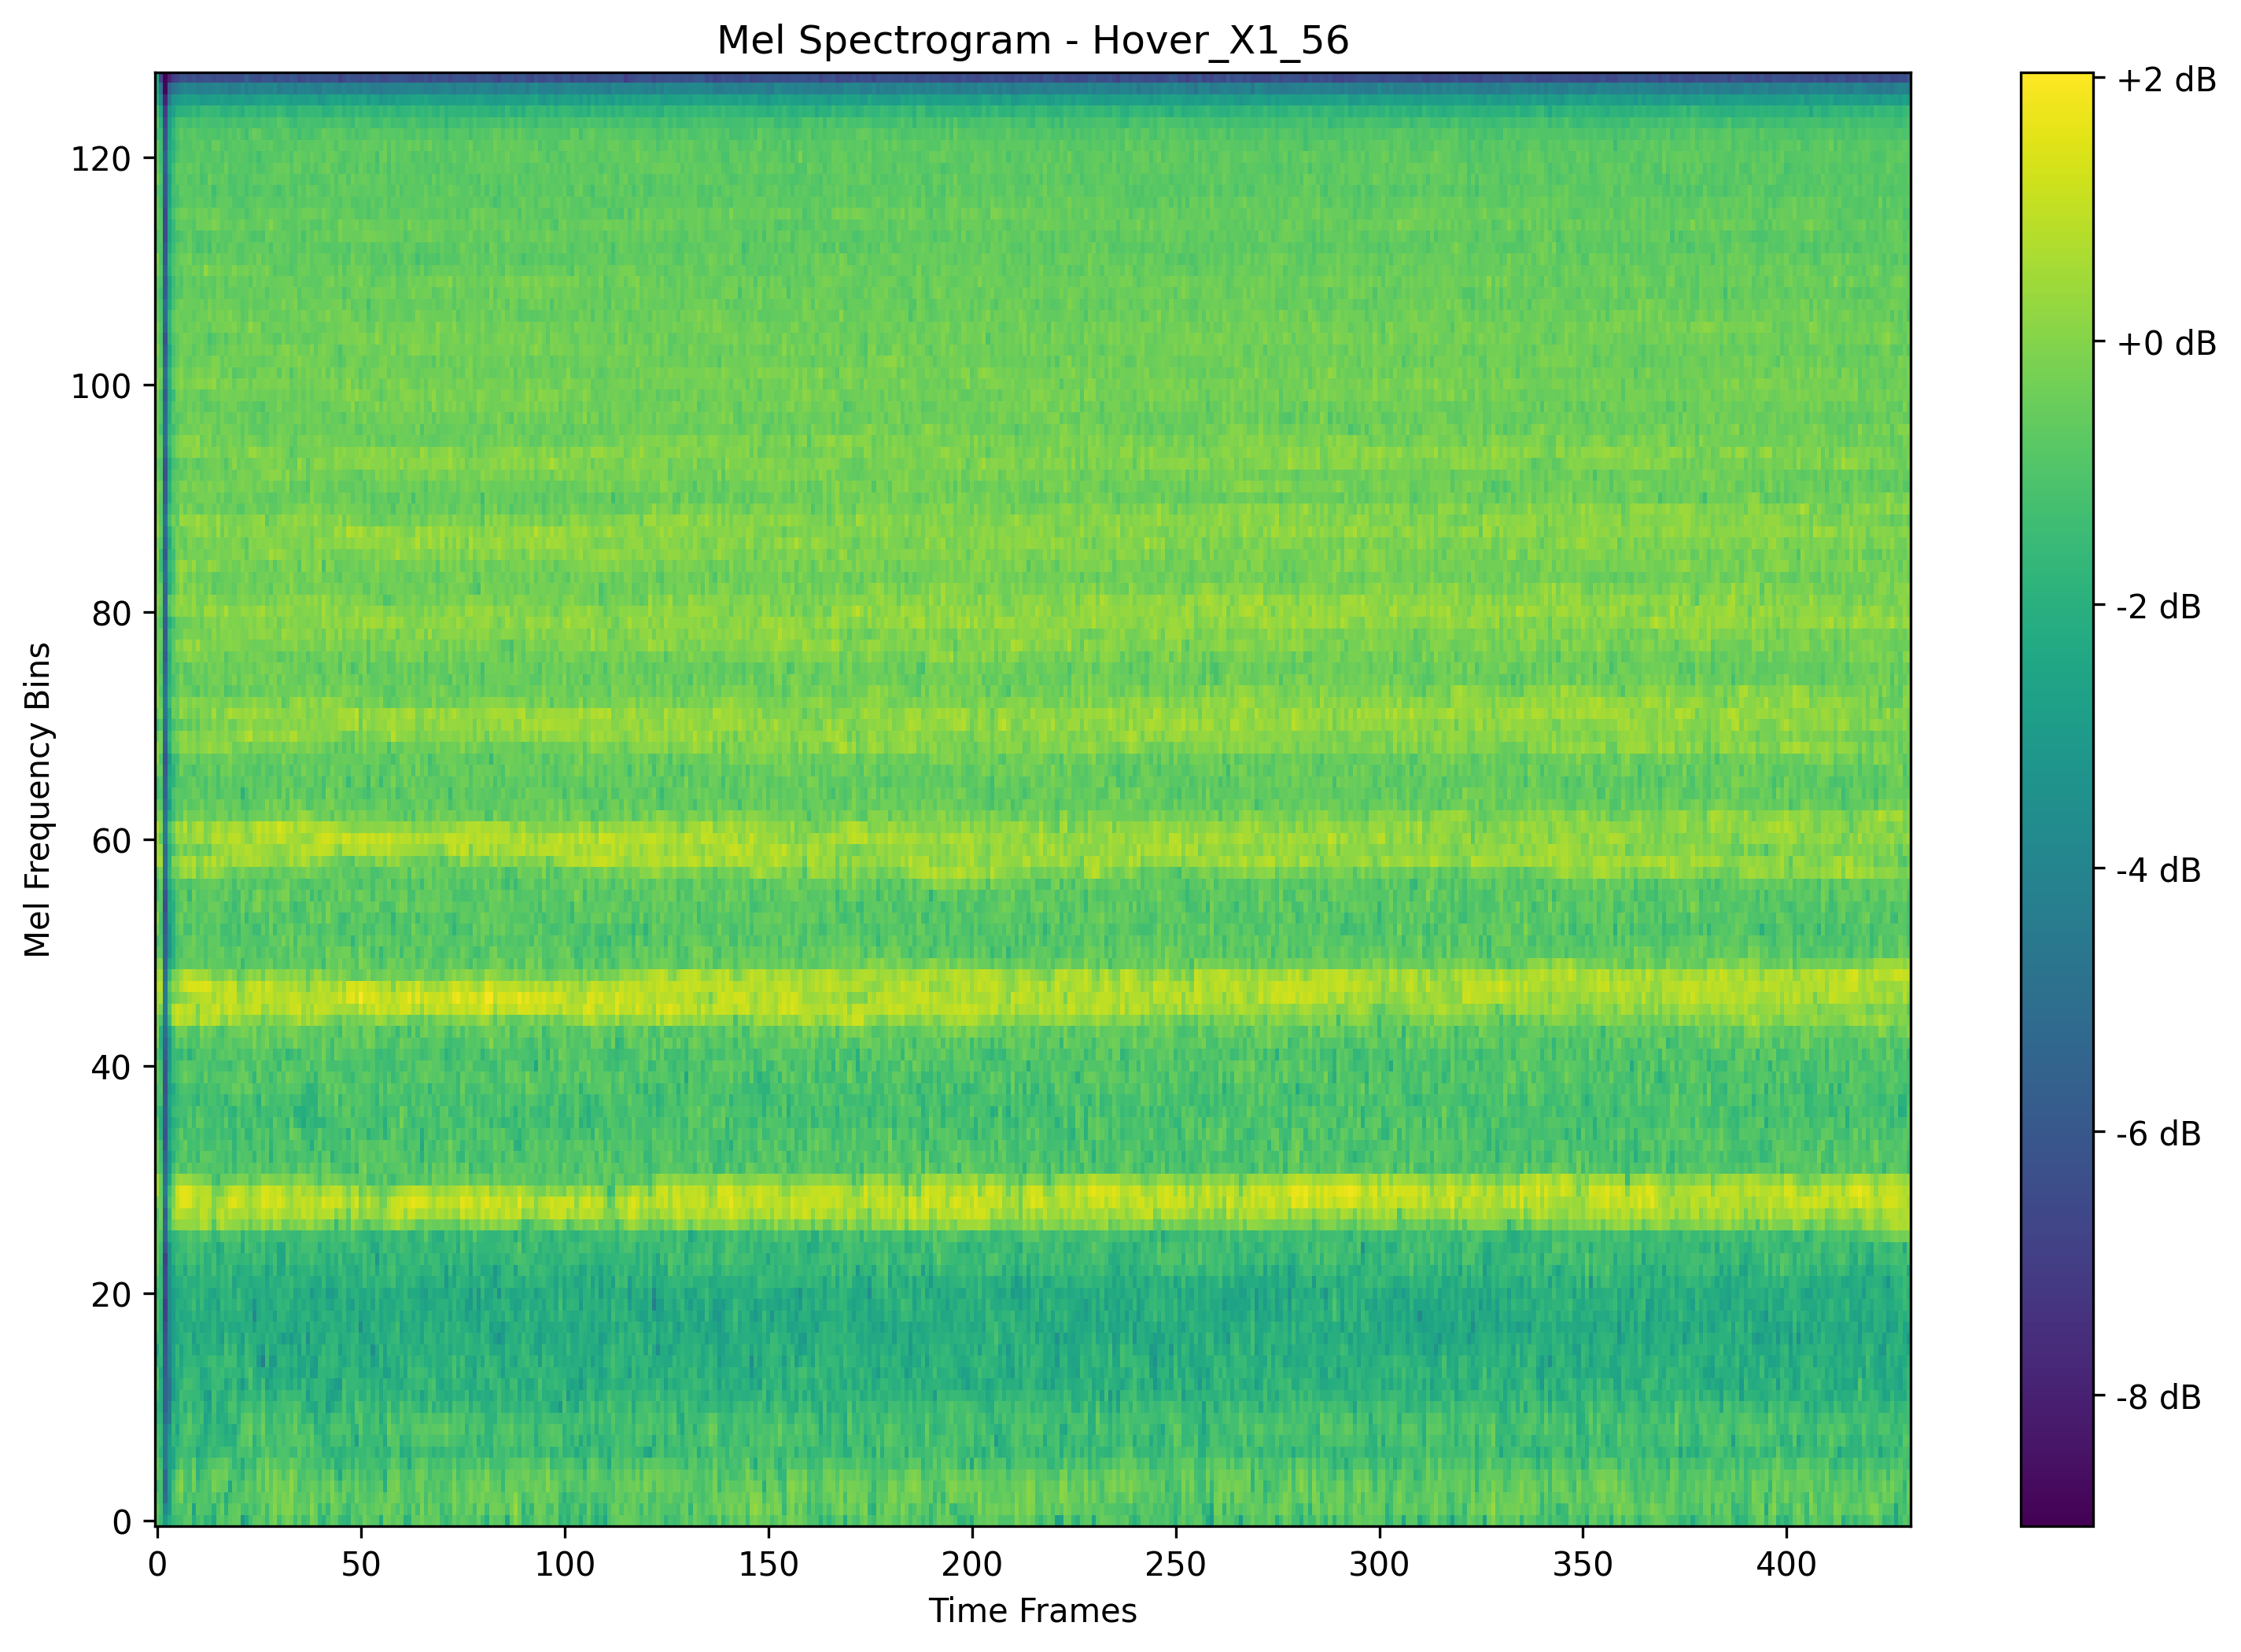 Mel Spectrogram - Hover_X1_56
+2 dB
+0 dB
-2 dB
-4 dB
-6 dB
-8 dB
120
100
80
60
40
20
0
Mel Frequency Bins
0 50 100 150 200 250 300 350 400
Time Frames